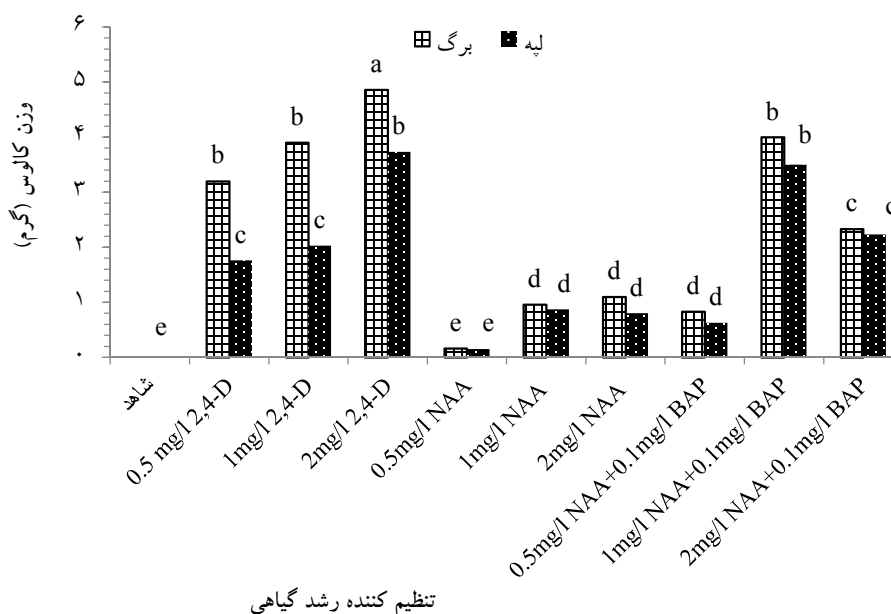 ۶
۵
۴
۳
۲
۱
۰
وزن کالوس (گرم)
برگ
لپه
e
b
c
b
c
a
b
e
e
d
d
d
d
d
d
b
b
c
c
شاهد
0.5 mg/l 2,4-D
1mg/l 2,4-D
2mg/l 2,4-D
0.5mg/l NAA
1mg/l NAA
2mg/l NAA
0.5mg/l NAA+0.1mg/l BAP
1mg/l NAA+0.1mg/l BAP
2mg/l NAA+0.1mg/l BAP
تنظیم کننده رشد گیاهی